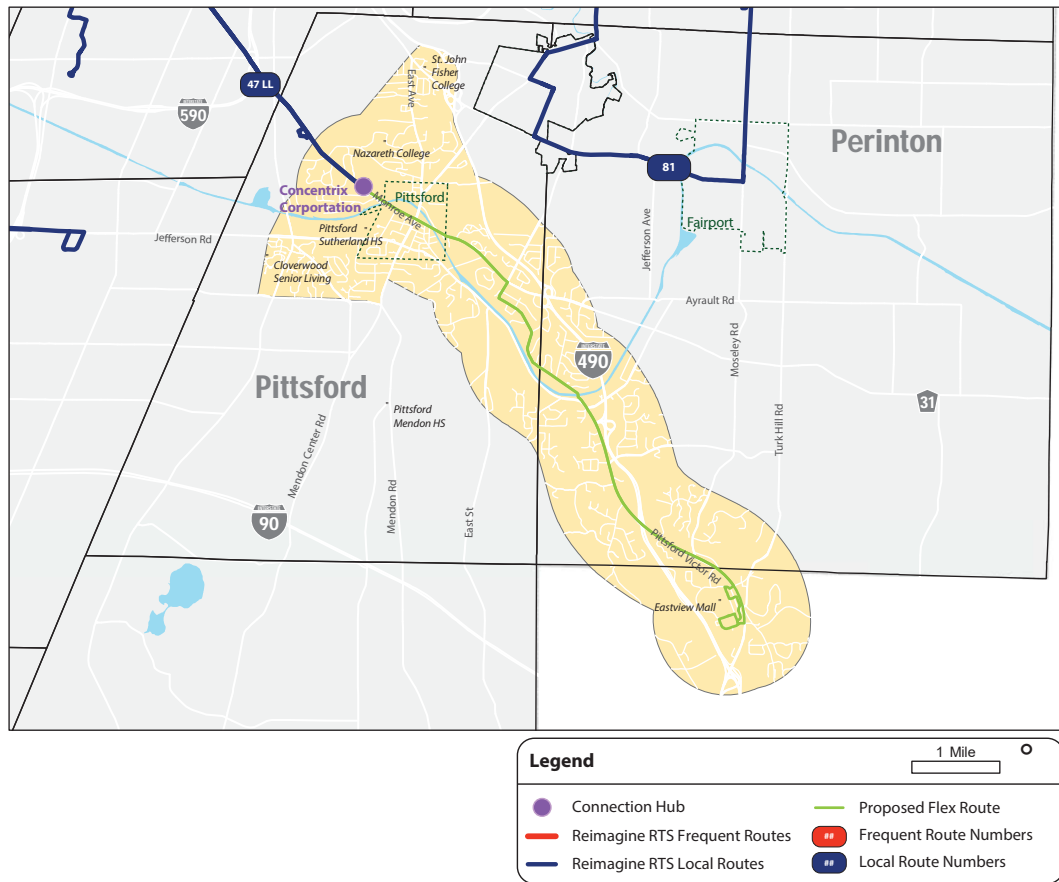 St. John
Fisher
College
East Ave
47 LL
INTERSTATE
590
Nazareth College
Perinton
81
Concentrix
Corportation
Pittsford
Monroe Ave
Fairport
Pittsford
Sutherland HS
Jefferson Rd
Jefferson Ave
Cloverwood
Senior Living
Ayrault Rd
Moseley Rd
INTERSTATE
490
Pittsford
31
Pittsford
Mendon HS
Turk Hill Rd
Mendon Center Rd
Mendon Rd
East St
INTERSTATE
90
Pittsford Victor Rd
Eastview Mall
Legend
1 Mile
Connection Hub
Proposed Flex Route
Reimagine RTS Frequent Routes
## Frequent Route Numbers
Reimagine RTS Local Routes
## Local Route Numbers